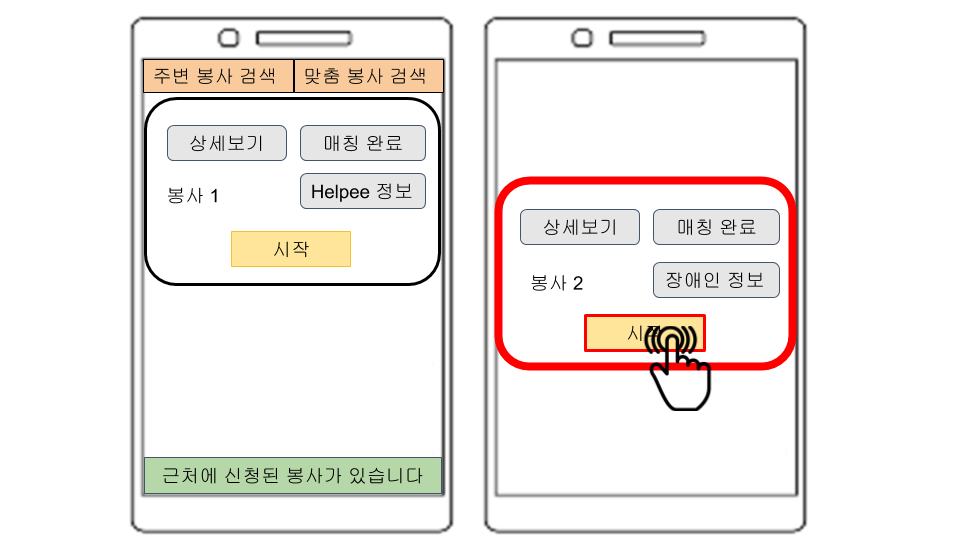 주변 봉사 검색
맞춤 봉사 검색
상세보기
매칭 완료
봉사 1
Helpee 정보
시작
근처에 신청된 봉사가 있습니다
상세보기
매칭 완료
봉사 2
장애인 정보
시작